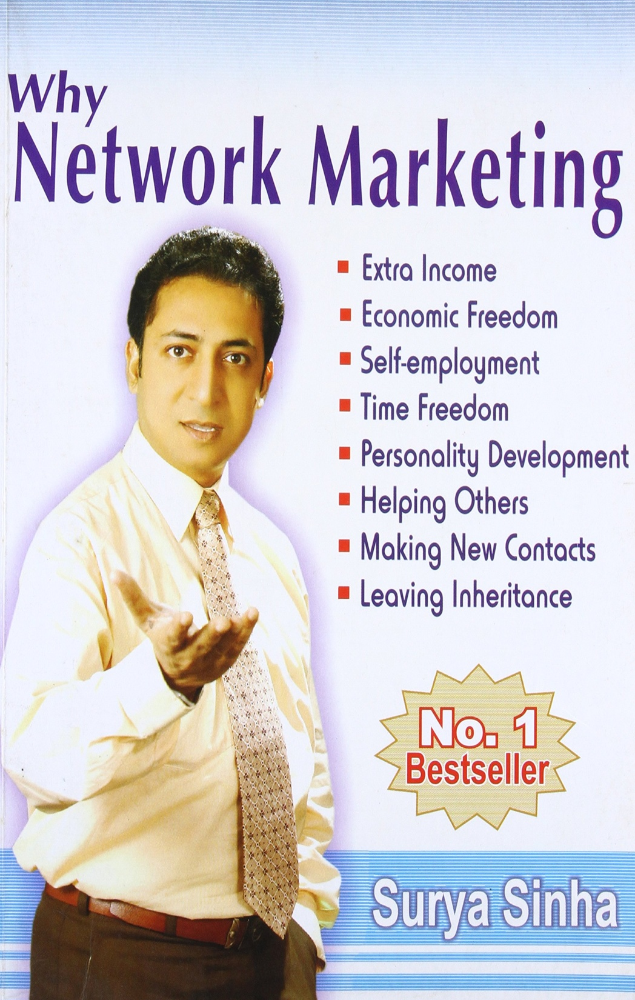 Why
Network Marketing
Extra Income
Economic Freedom
Self-employment
Time Freedom
Personality Development
Helping Others
Making New Contacts
Leaving Inheritance
No. 1
Bestseller
Surya Sinha